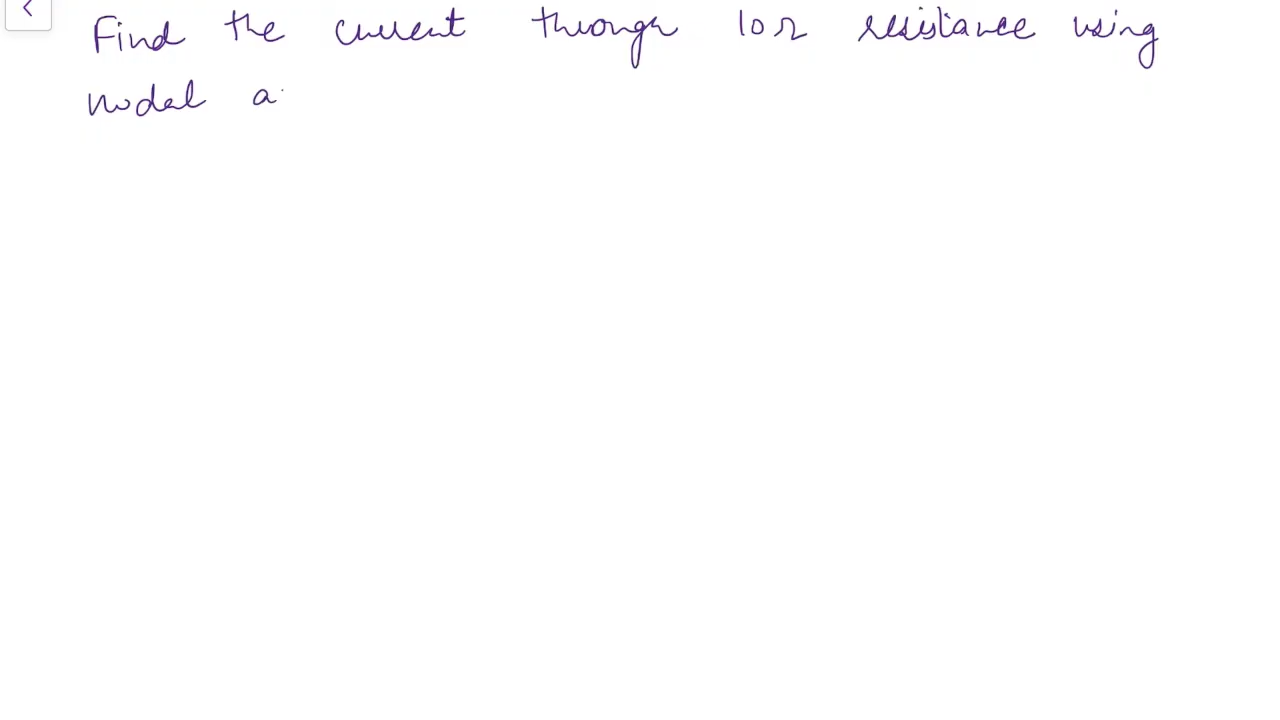 Find the current through 10Ω resistance using
nodal a